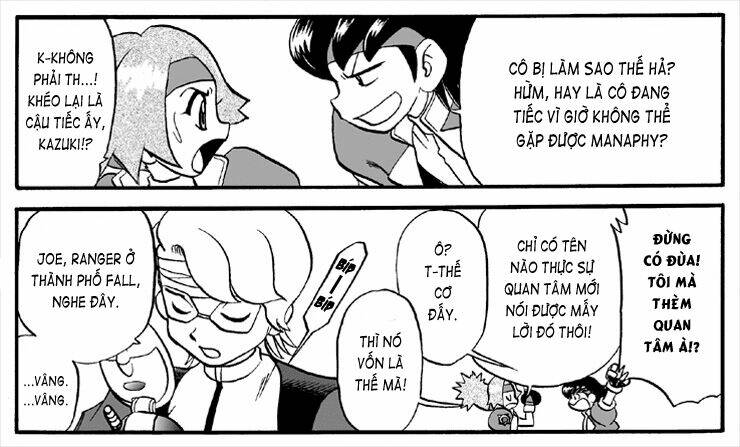 CÔ BỊ LÀM SAO THẾ HẢ?
HỪM, HAY LÀ CÔ ĐANG
TIẾC VÌ GIỜ KHÔNG THỂ
GẶP ĐƯỢC MANAPHY?
K-KHÔNG
PHẢI TH...!
KHÉO LẠI LÀ
CẬU TIẾC ẤY,
KAZUKI!?
ĐỪNG
CÓ ĐÙA!
TÔI MÀ
THÈM
QUAN
TÂM À!?
CHỈ CÓ TÊN
NÀO THỰC SỰ
QUAN TÂM MỚI
NÓI ĐƯỢC MẤY
LỜI ĐÓ THÔI!
Ô?
T-THẾ
CƠ
ĐẤY.
THÌ NÓ
VỐN LÀ
THẾ MÀ!
BÍP
BÍP
JOE, RANGER Ở
THÀNH PHỐ FALL,
NGHE ĐÂY.
...VÂNG.
...VÂNG.